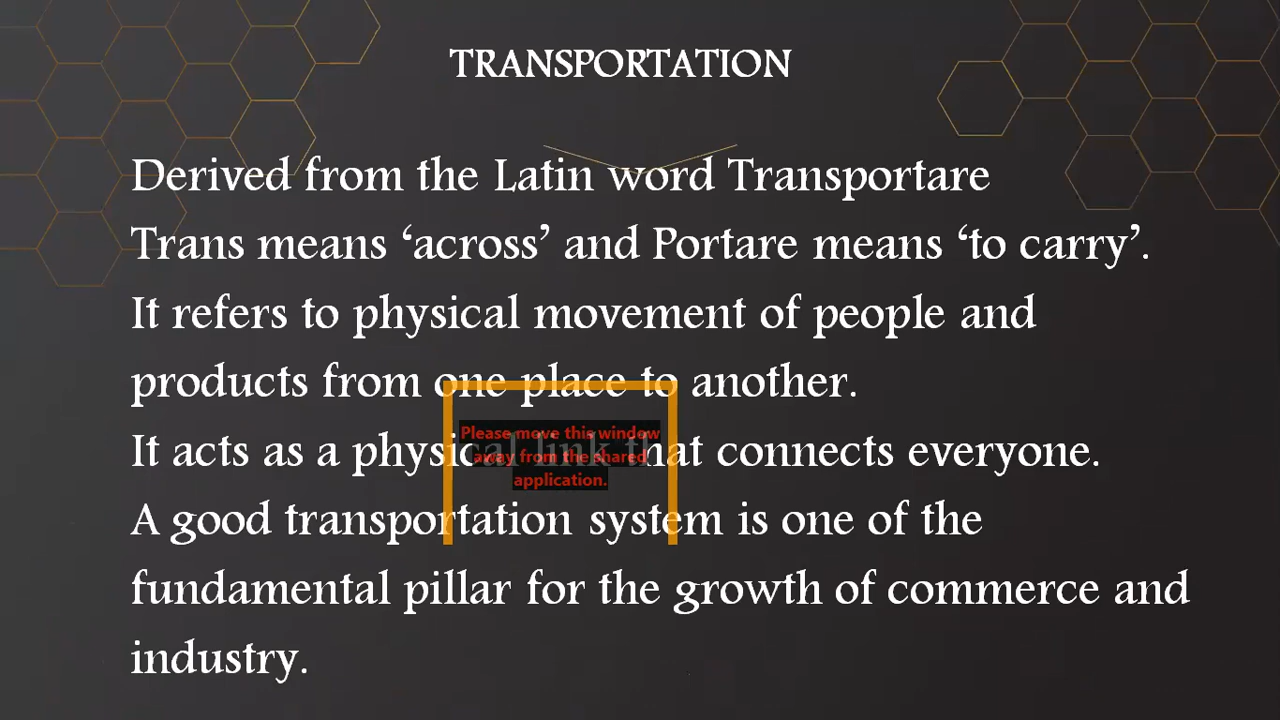 TRANSPORTATION
Derived from the Latin word Transportare
Trans means ‘across’ and Portare means ‘to carry’.
It refers to physical movement of people and
products from one place to another.
It acts as a physical link that connects everyone.
Please move this window
away from the shared
application.
A good transportation system is one of the
fundamental pillar for the growth of commerce and
industry.